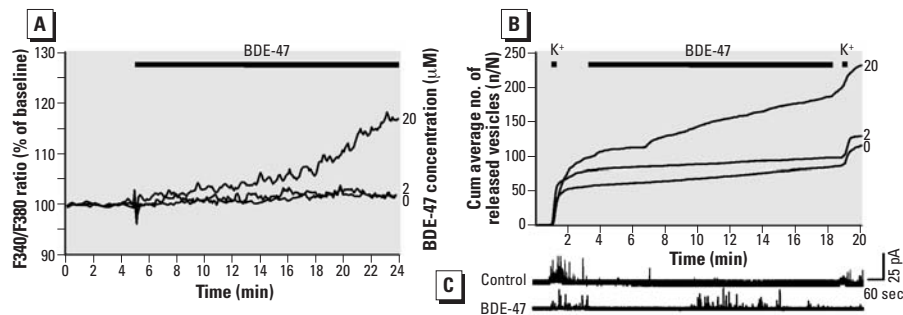 A
BDE-47
F340/F380 ratio (% of baseline)
130
120
110
100
90
0 2 4 6 8 10 12 14 16 18 20 22 24
Time (min)
20
2
0
BDE-47 concentration (μM)
B
K+ BDE-47 K+
Cum average no. of
released vesicles (n/N)
250
200
150
100
50
0
2 4 6 8 10 12 14 16 18 20
Time (min)
20
2
0
C
Control
BDE-47
25 pA
60 sec